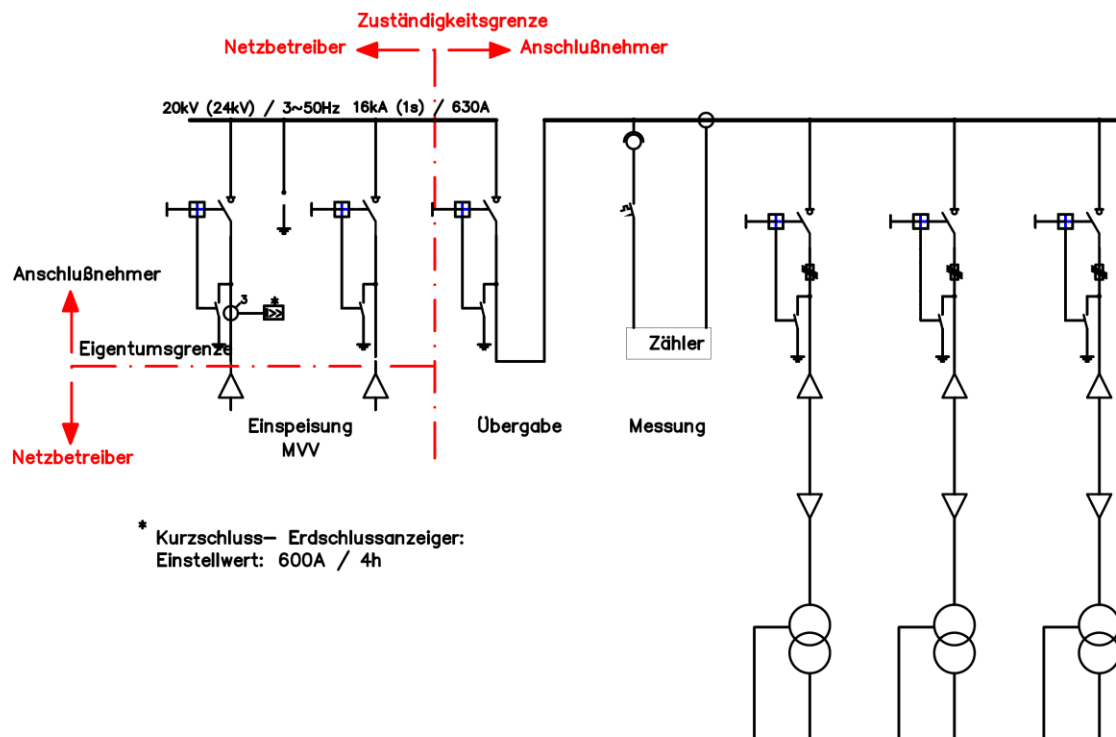 Zuständigkeitsgrenze
Netzbetreiber
Anschlußnehmer
20kV (24kV) / 3~50Hz 16kA (1s) / 630A
Anschlußnehmer
3
*
Eigentumsgrenze
Zähler
Netzbetreiber
Einspeisung
MVV
Übergabe
Messung
* Kurzschluss- Erdschlussanzeiger:
Einstellwert: 600A / 4h